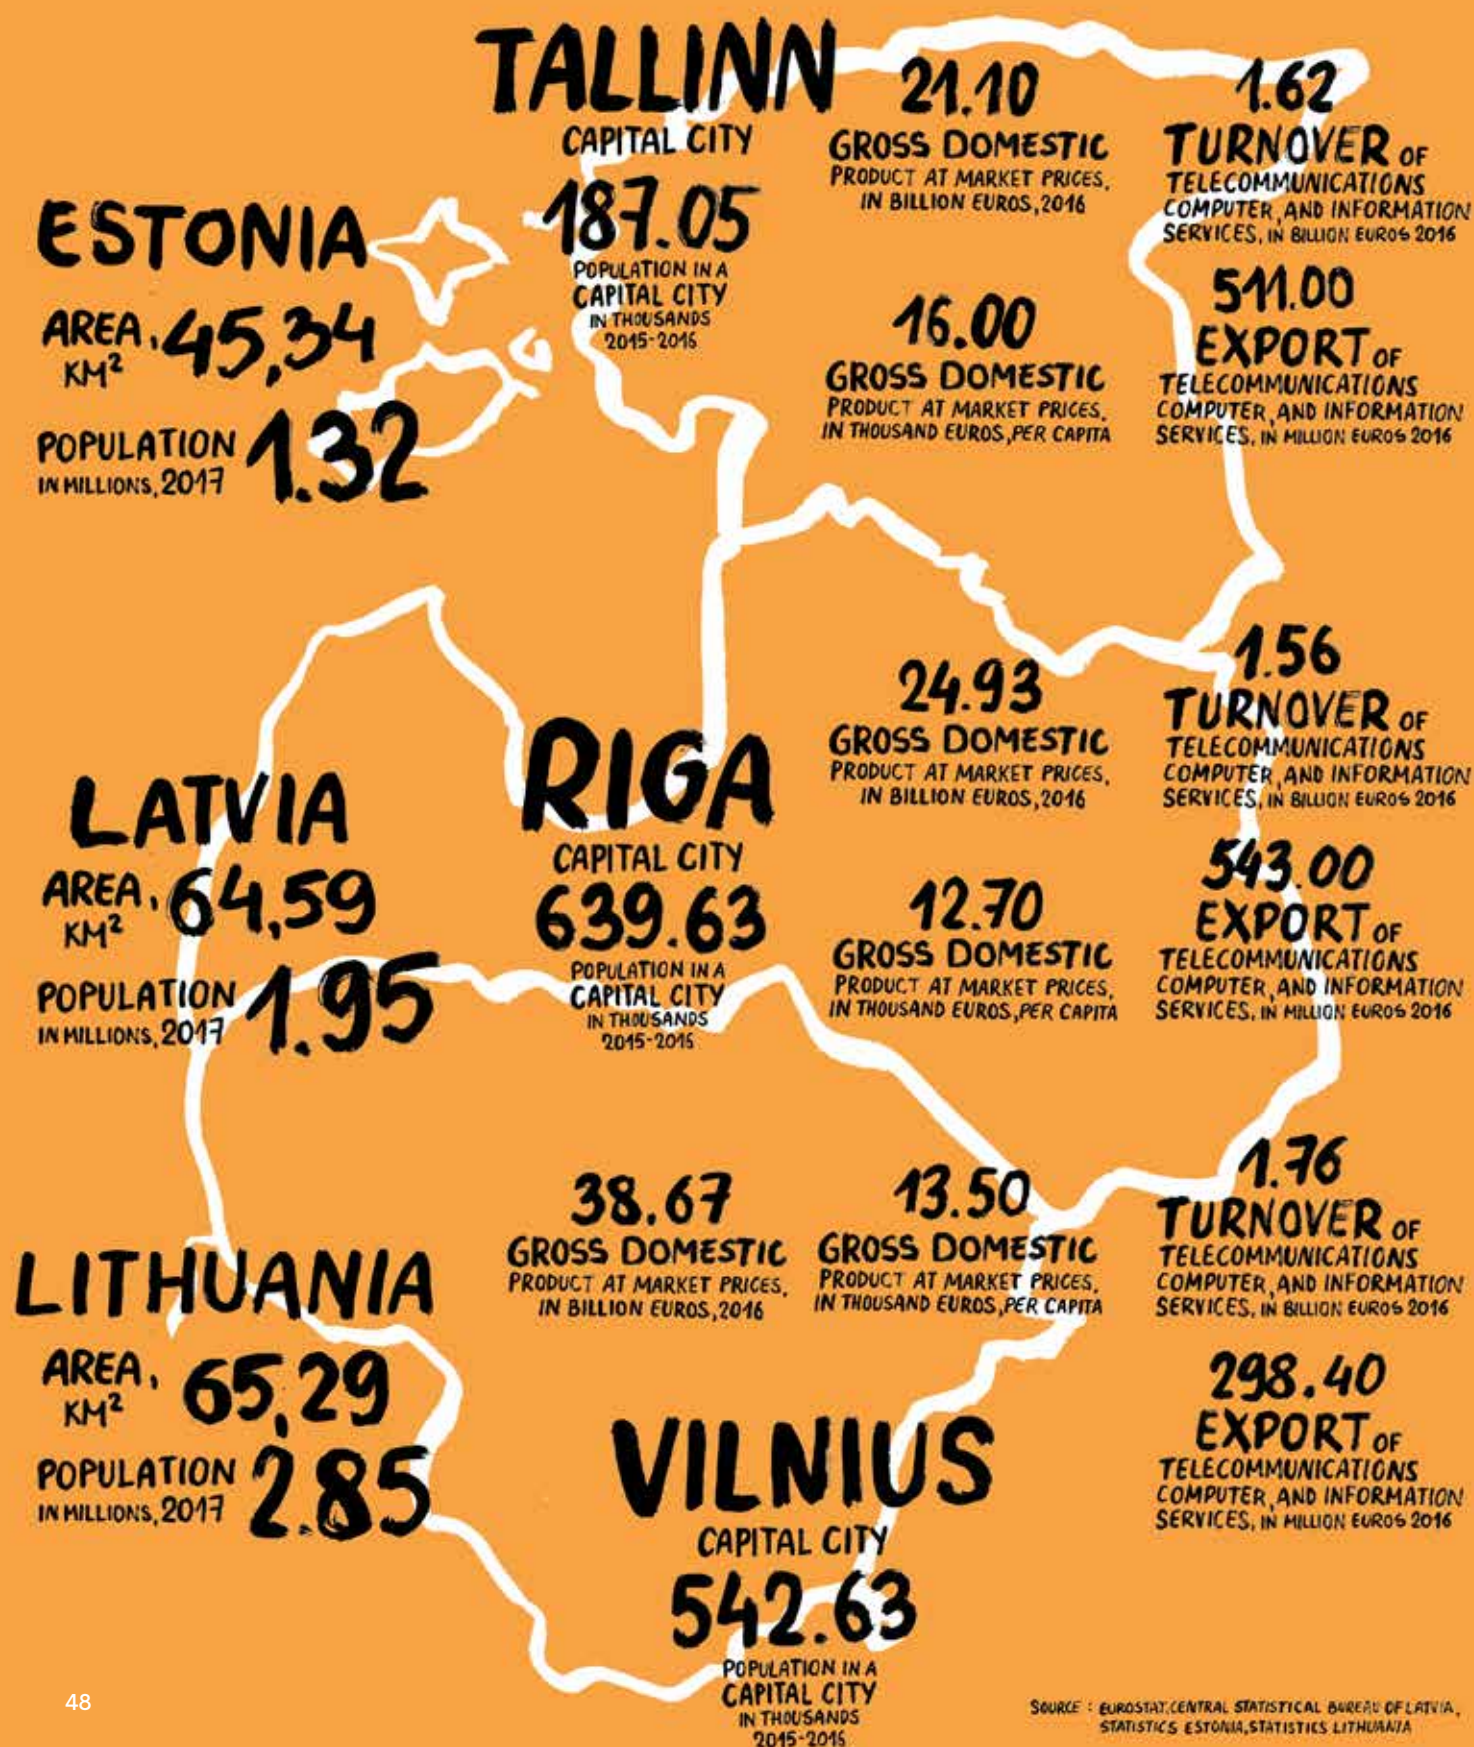 TALLINN
CAPITAL CITY
187.05
POPULATION IN A
CAPITAL CITY
IN THOUSANDS
2015-2016
21.10
GROSS DOMESTIC
PRODUCT AT MARKET PRICES,
IN BILLION EUROS, 2016
1.62
TURNOVER OF
TELECOMMUNICATIONS
COMPUTER, AND INFORMATION
SERVICES, IN BILLION EUROS 2016
ESTONIA
AREA,
KM²
45,34
POPULATION
IN MILLIONS, 2017
1.32
16.00
GROSS DOMESTIC
PRODUCT AT MARKET PRICES,
IN THOUSAND EUROS, PER CAPITA
511.00
EXPORT OF
TELECOMMUNICATIONS
COMPUTER, AND INFORMATION
SERVICES, IN MILLION EUROS 2016
LATVIA
AREA,
KM²
64,59
POPULATION
IN MILLIONS, 2017
1.95
RIGA
CAPITAL CITY
639.63
POPULATION IN A
CAPITAL CITY
IN THOUSANDS
2015-2016
24.93
GROSS DOMESTIC
PRODUCT AT MARKET PRICES,
IN BILLION EUROS, 2016
1.56
TURNOVER OF
TELECOMMUNICATIONS
COMPUTER, AND INFORMATION
SERVICES, IN BILLION EUROS 2016
12.70
GROSS DOMESTIC
PRODUCT AT MARKET PRICES,
IN THOUSAND EUROS, PER CAPITA
543.00
EXPORT OF
TELECOMMUNICATIONS
COMPUTER, AND INFORMATION
SERVICES, IN MILLION EUROS 2016
LITHUANIA
AREA,
KM²
65,29
POPULATION
IN MILLIONS, 2017
2.85
38.67
GROSS DOMESTIC
PRODUCT AT MARKET PRICES,
IN BILLION EUROS, 2016
13.50
GROSS DOMESTIC
PRODUCT AT MARKET PRICES,
IN THOUSAND EUROS, PER CAPITA
1.76
TURNOVER OF
TELECOMMUNICATIONS
COMPUTER, AND INFORMATION
SERVICES, IN BILLION EUROS 2016
298.40
EXPORT OF
TELECOMMUNICATIONS
COMPUTER, AND INFORMATION
SERVICES, IN MILLION EUROS 2016
VILNIUS
CAPITAL CITY
542.63
POPULATION IN A
CAPITAL CITY
IN THOUSANDS
2015-2016
48
SOURCE : EUROSTAT, CENTRAL STATISTICAL BUREAU OF LATVIA,
STATISTICS ESTONIA, STATISTICS LITHUANIA